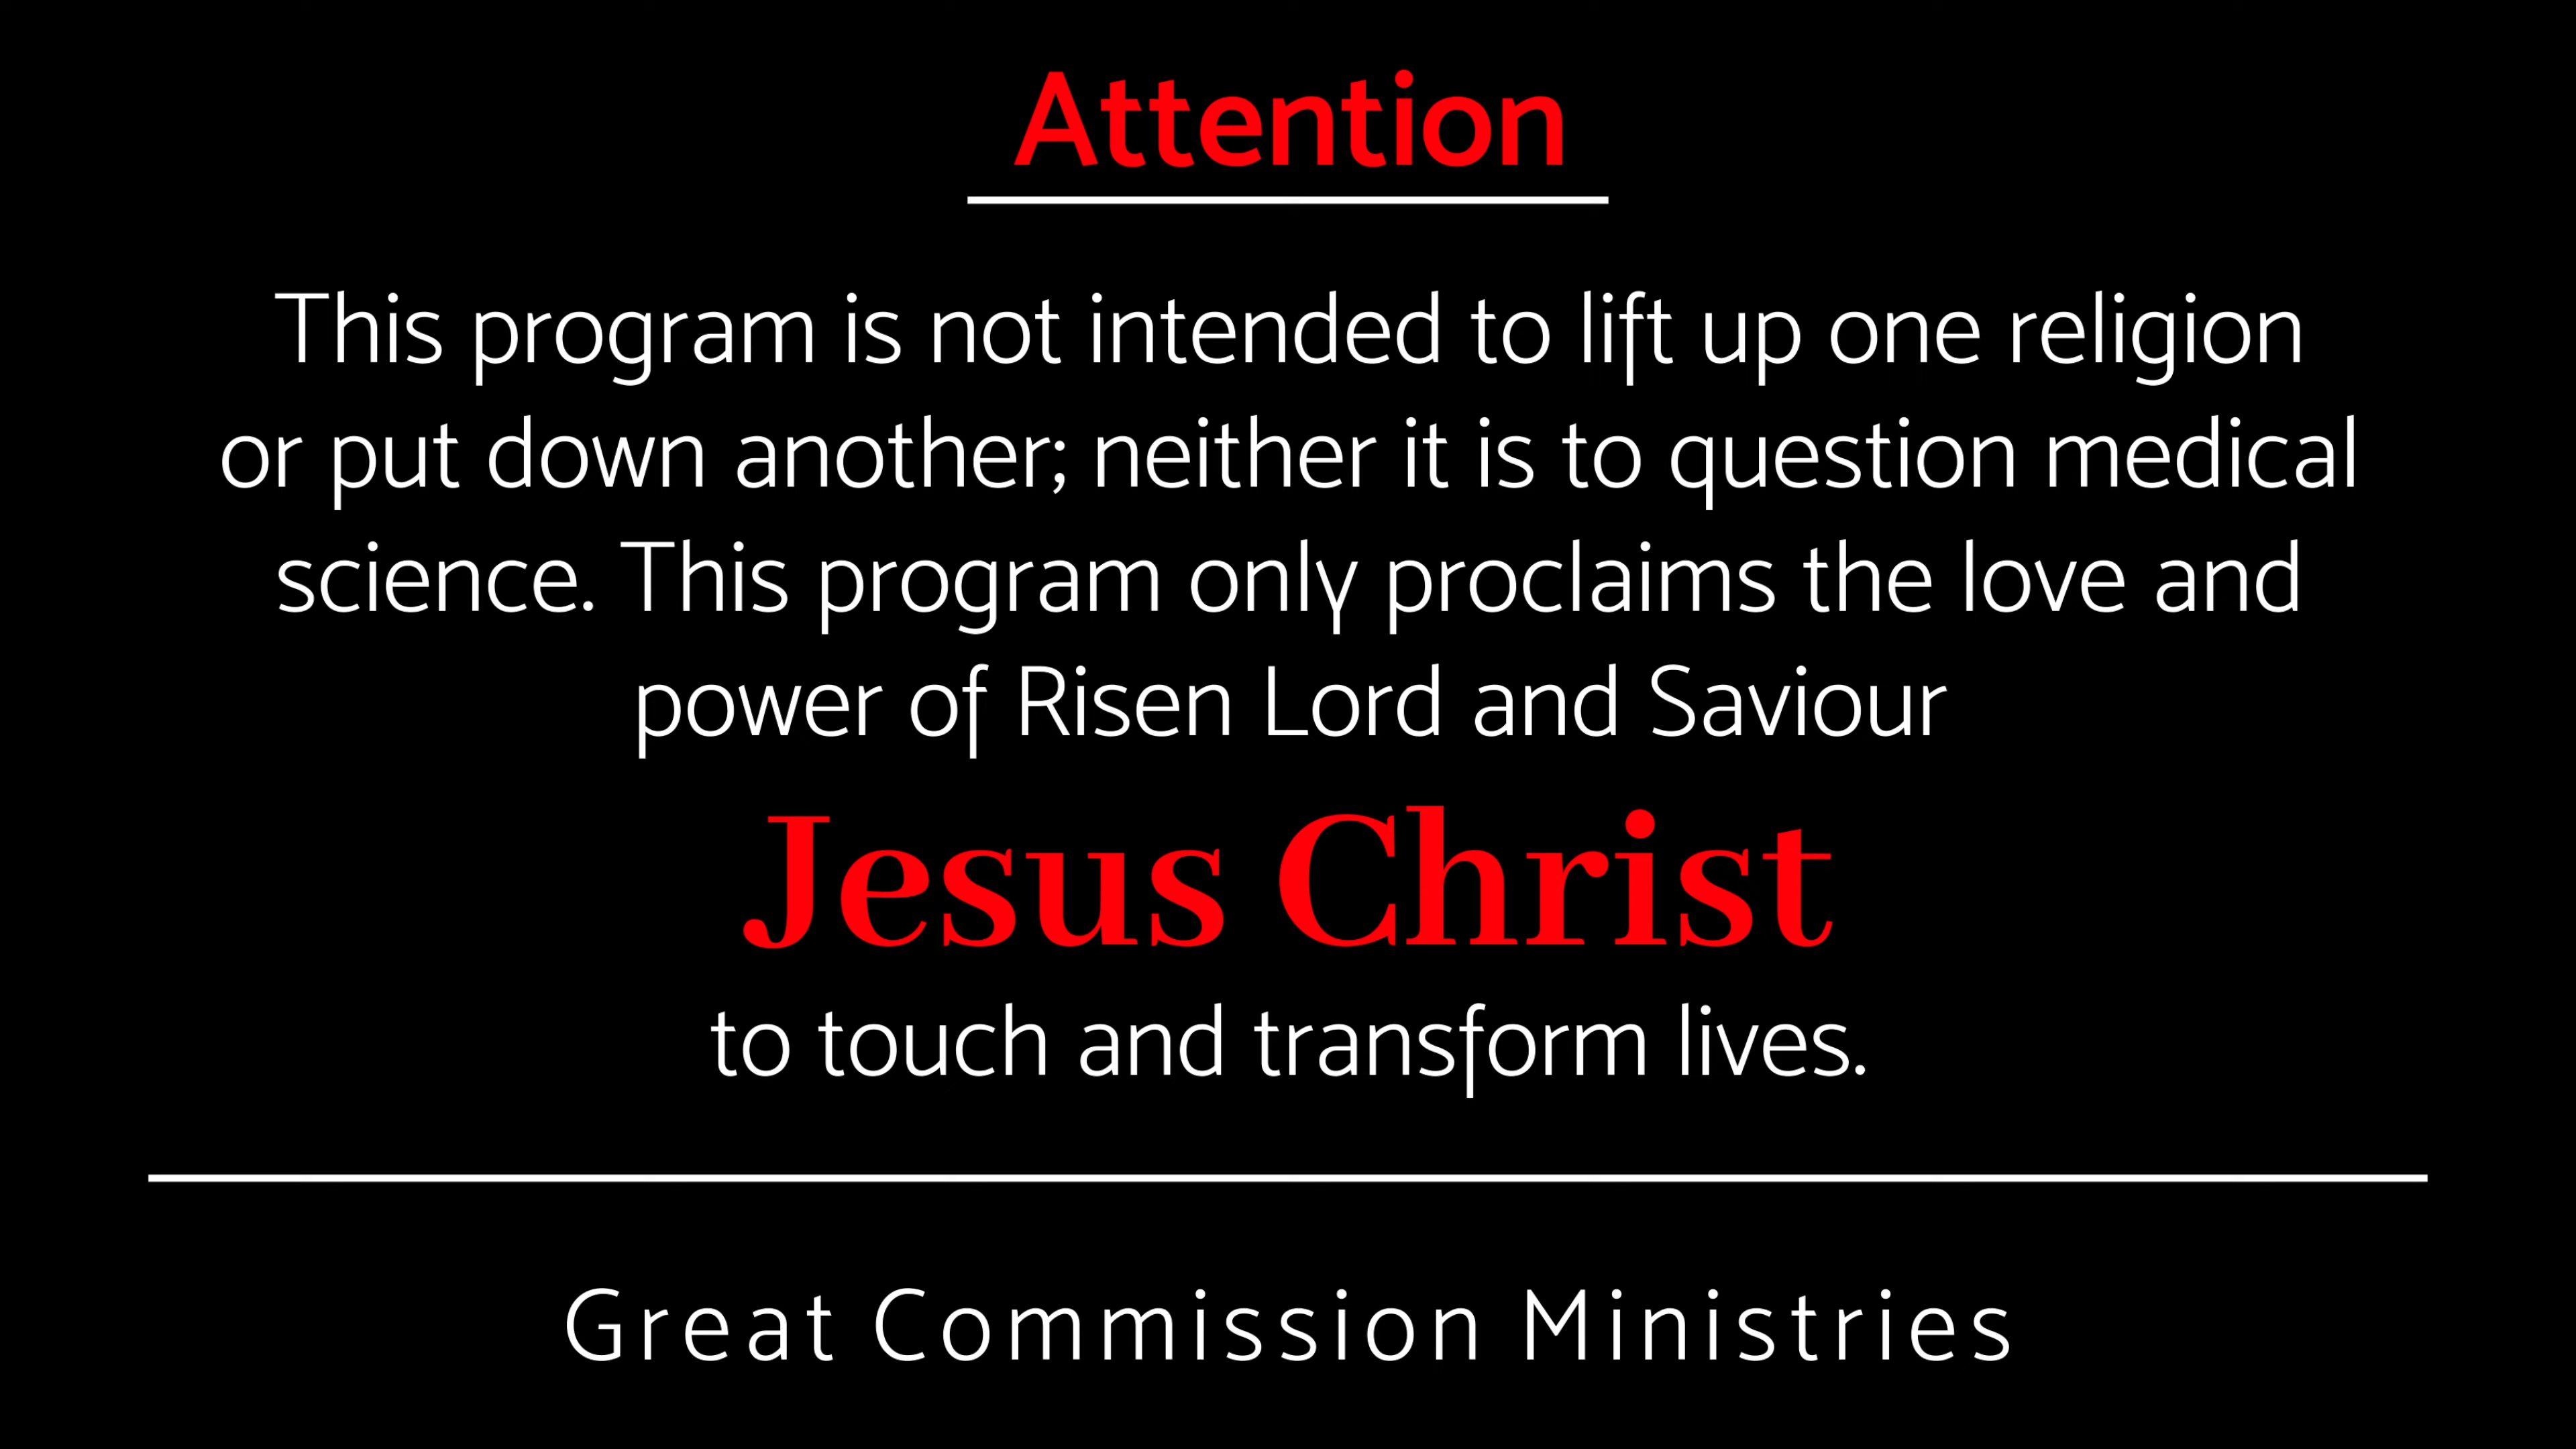 Attention
This program is not intended to lift up one religion
or put down another; neither it is to question medical
science. This program only proclaims the love and
power of Risen Lord and Saviour
Jesus Christ
to touch and transform lives.
Great Commission Ministries